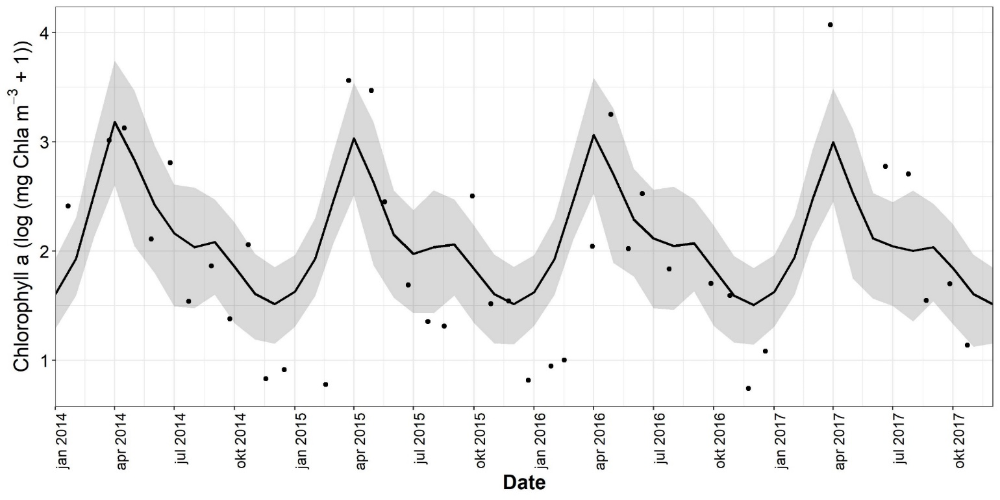 Chlorophyll a (log (mg Chla m⁻³ + 1))
4
3
2
1
jan 2014
apr 2014
jul 2014
okt 2014
jan 2015
apr 2015
jul 2015
okt 2015
jan 2016
apr 2016
jul 2016
okt 2016
jan 2017
apr 2017
jul 2017
okt 2017
Date